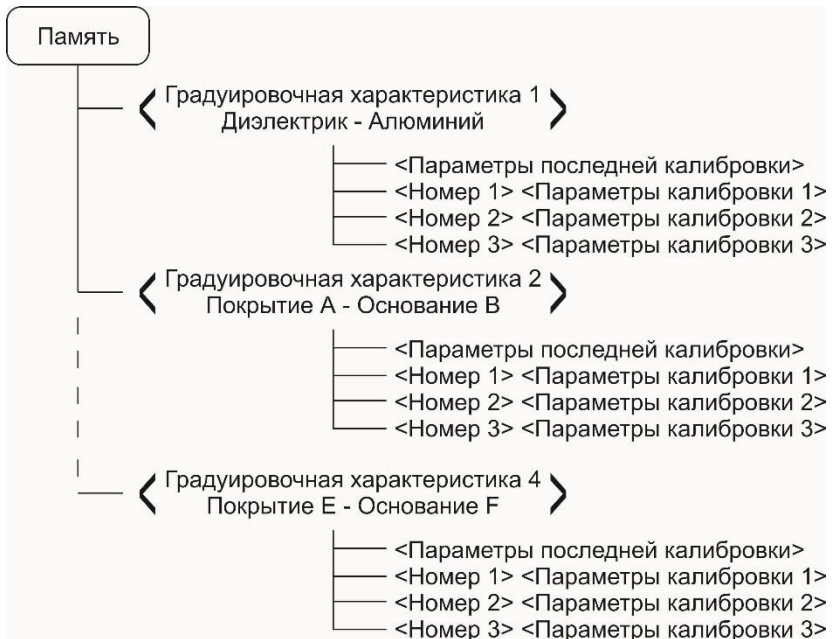 Память
Градуировочная характеристика 1
Диэлектрик - Алюминий
<Параметры последней калибровки>
<Номер 1> <Параметры калибровки 1>
<Номер 2> <Параметры калибровки 2>
<Номер 3> <Параметры калибровки 3>
Градуировочная характеристика 2
Покрытие A - Основание B
<Параметры последней калибровки>
<Номер 1> <Параметры калибровки 1>
<Номер 2> <Параметры калибровки 2>
<Номер 3> <Параметры калибровки 3>
Градуировочная характеристика 4
Покрытие E - Основание F
<Параметры последней калибровки>
<Номер 1> <Параметры калибровки 1>
<Номер 2> <Параметры калибровки 2>
<Номер 3> <Параметры калибровки 3>